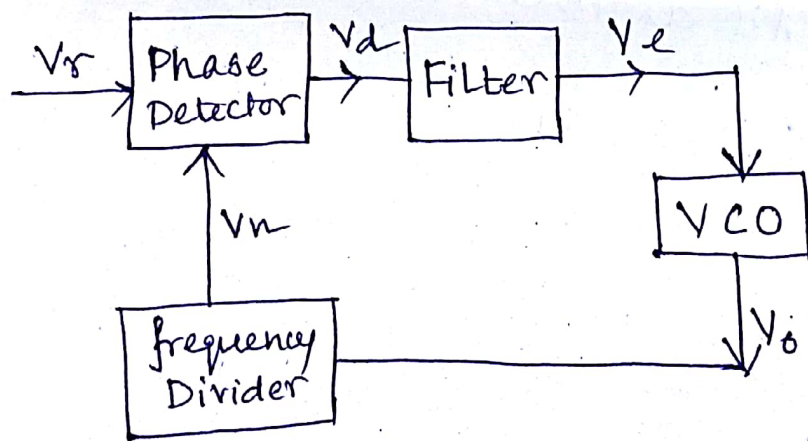 Vr
Phase
Detector
Vd
Filter
Ve
VCO
Vo
frequency
Divider
Vn